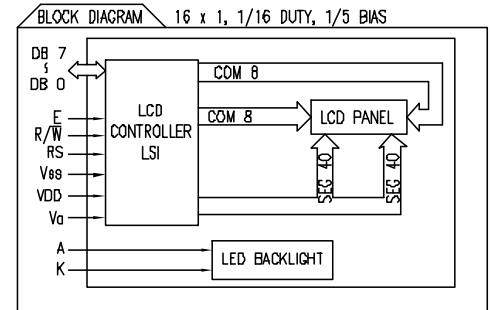 BLOCK DIAGRAM 16 x 1, 1/16 DUTY, 1/5 BIAS
DB 7
DB 0
E
R/W
RS
Vss
VDD
Va
A
K
LCD
CONTROLLER
LSI
COM 8
COM 8
LCD PANEL
SEG 40
SEG 40
LED BACKLIGHT